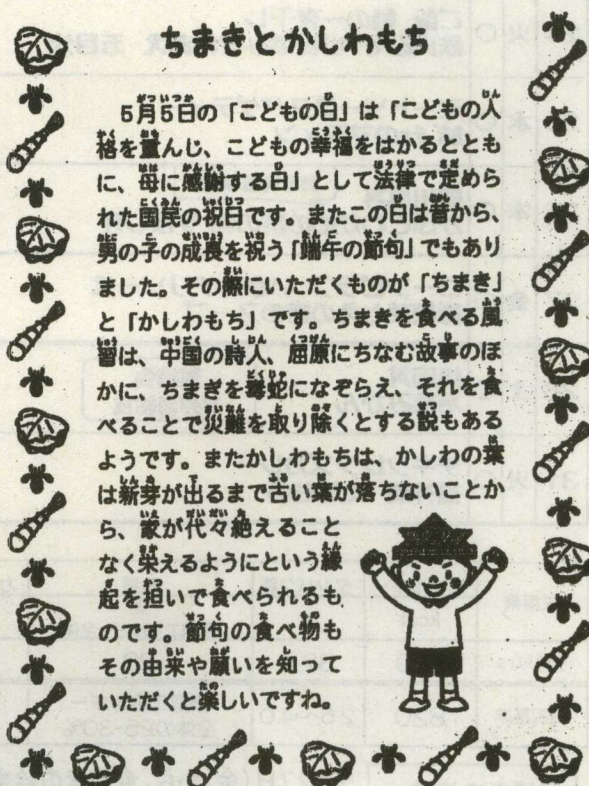 ちまきとかしわもち
5月5日の「こどもの日」は「こどもの人
格を重んじ、こどもの幸福をはかるととも
に、母に感謝する日」として法律で定めら
れた国民の祝日です。またこの日は昔から、
男の子の成長を祝う「端午の節句」でもあり
ました。その際にいただくものが「ちまき」
と「かしわもち」です。ちまきを食べる風
習は、中国の詩人、屈原にちなむ故事のほ
かに、ちまきを毒蛇になぞらえ、それを食
べることで災難を取り除くとする説もある
ようです。またかしわもちは、かしわの葉
は新芽が出るまで古い葉が落ちないことか
ら、家が代々絶えること
なく栄えるようにという縁
起を担いで食べられるも
のです。節句の食べ物も
その由来や願いを知って
いただくと楽しいですね。